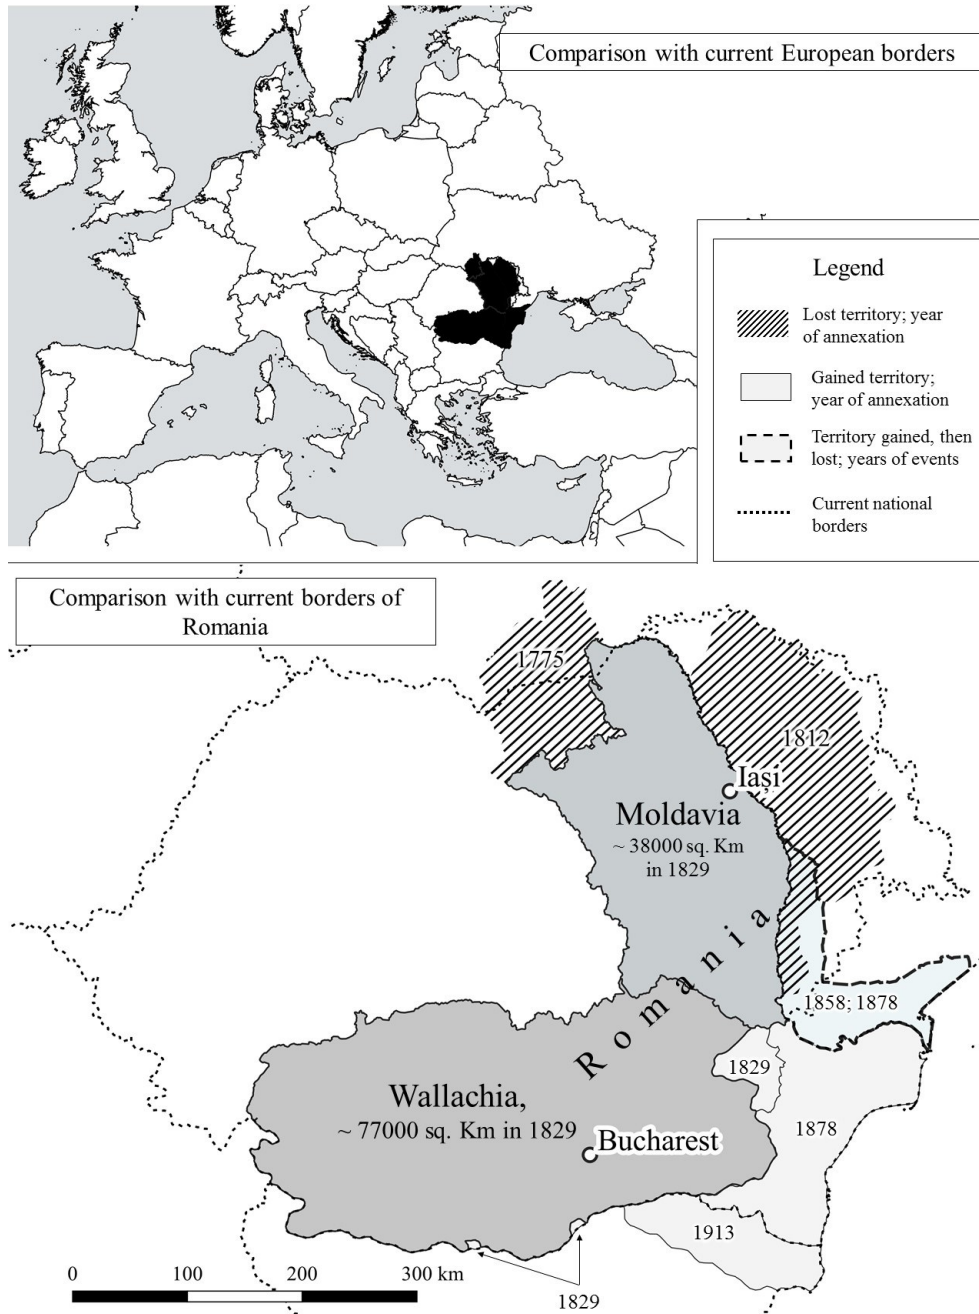 Comparison with current European borders
Legend
Lost territory; year
of annexation
Gained territory;
year of annexation
Territory gained, then
lost; years of events
Current national
borders
Comparison with current borders of
Romania
1775
1812
Iași
Moldavia
~ 38000 sq. Km
in 1829
Romania
1858; 1878
1829
Wallachia,
~ 77000 sq. Km in 1829
1878
Bucharest
1913
0 100 200 300 km
1829